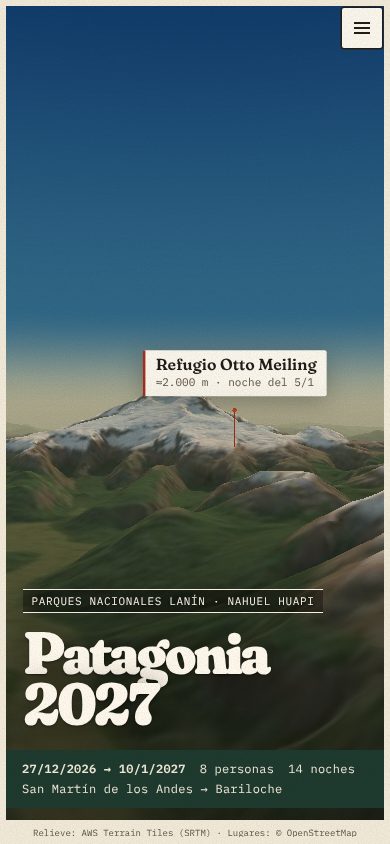 Refugio Otto Meiling
≈2.000 m · noche del 5/1
PARQUES NACIONALES LANÍN · NAHUEL HUAPI
Patagonia
2027
27/12/2026 → 10/1/2027 8 personas 14 noches
San Martín de los Andes → Bariloche
Relieve: AWS Terrain Tiles (SRTM) · Lugares: © OpenStreetMap